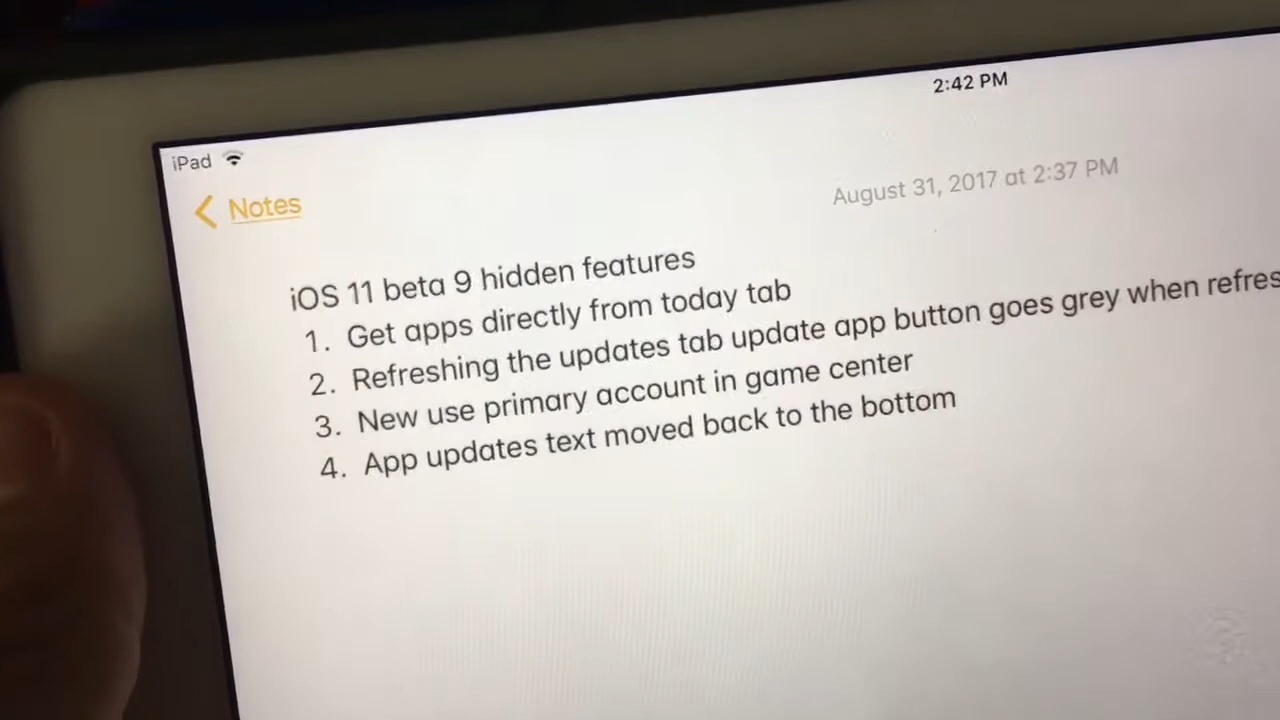 2:42 PM
iPad
Notes
August 31, 2017 at 2:37 PM
iOS 11 beta 9 hidden features
1. Get apps directly from today tab
2. Refreshing the updates tab update app button goes grey when refres
3. New use primary account in game center
4. App updates text moved back to the bottom